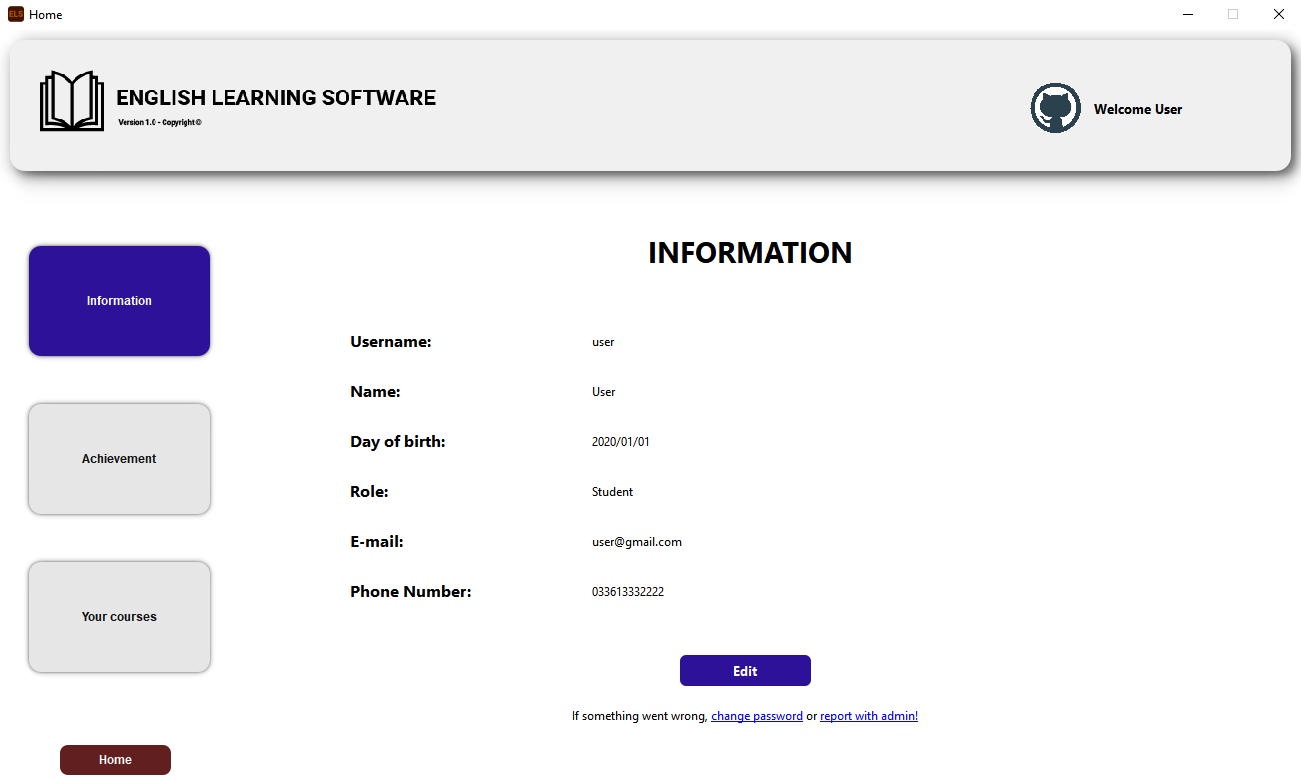 ELS Home
ENGLISH LEARNING SOFTWARE
Version 1.0 - Copyright©
Welcome User
INFORMATION
Information
Username: user
Name: User
Day of birth: 2020/01/01
Achievement
Role: Student
E-mail: user@gmail.com
Phone Number: 033613332222
Your courses
Edit
If something went wrong, change password or report with admin!
Home